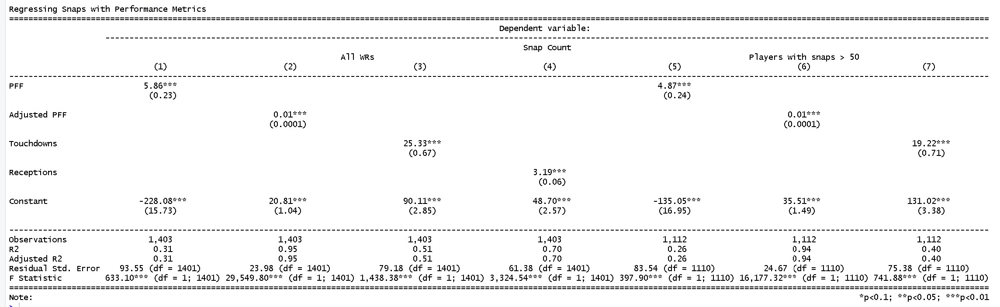 Regressing Snaps with Performance Metrics
Dependent variable:
Snap Count
All WRs Players with snaps > 50
(1) (2) (3) (4) (5) (6) (7)
PFF 5.86*** 4.87***
(0.23) (0.24)
Adjusted PFF 0.01*** 0.01***
(0.0001) (0.0001)
Touchdowns 25.33*** 19.22***
(0.67) (0.71)
Receptions 3.19***
(0.06)
Constant -228.08*** 20.81*** 90.11*** 48.70*** -135.05*** 35.51*** 131.02***
(15.73) (1.04) (2.85) (2.57) (16.95) (1.49) (3.38)
Observations 1,403 1,403 1,403 1,403 1,112 1,112 1,112
R2 0.31 0.95 0.51 0.70 0.26 0.94 0.40
Adjusted R2 0.31 0.95 0.51 0.70 0.26 0.94 0.40
Residual Std. Error 93.55 (df = 1401) 23.98 (df = 1401) 79.18 (df = 1401) 61.38 (df = 1401) 83.54 (df = 1110) 24.67 (df = 1110) 75.38 (df = 1110)
F Statistic 633.10*** (df = 1; 1401) 29,549.80*** (df = 1; 1401) 1,438.38*** (df = 1; 1401) 3,324.54*** (df = 1; 1401) 397.90*** (df = 1; 1110) 16,177.32*** (df = 1; 1110) 741.88*** (df = 1; 1110)
Note: *p<0.1; **p<0.05; ***p<0.01